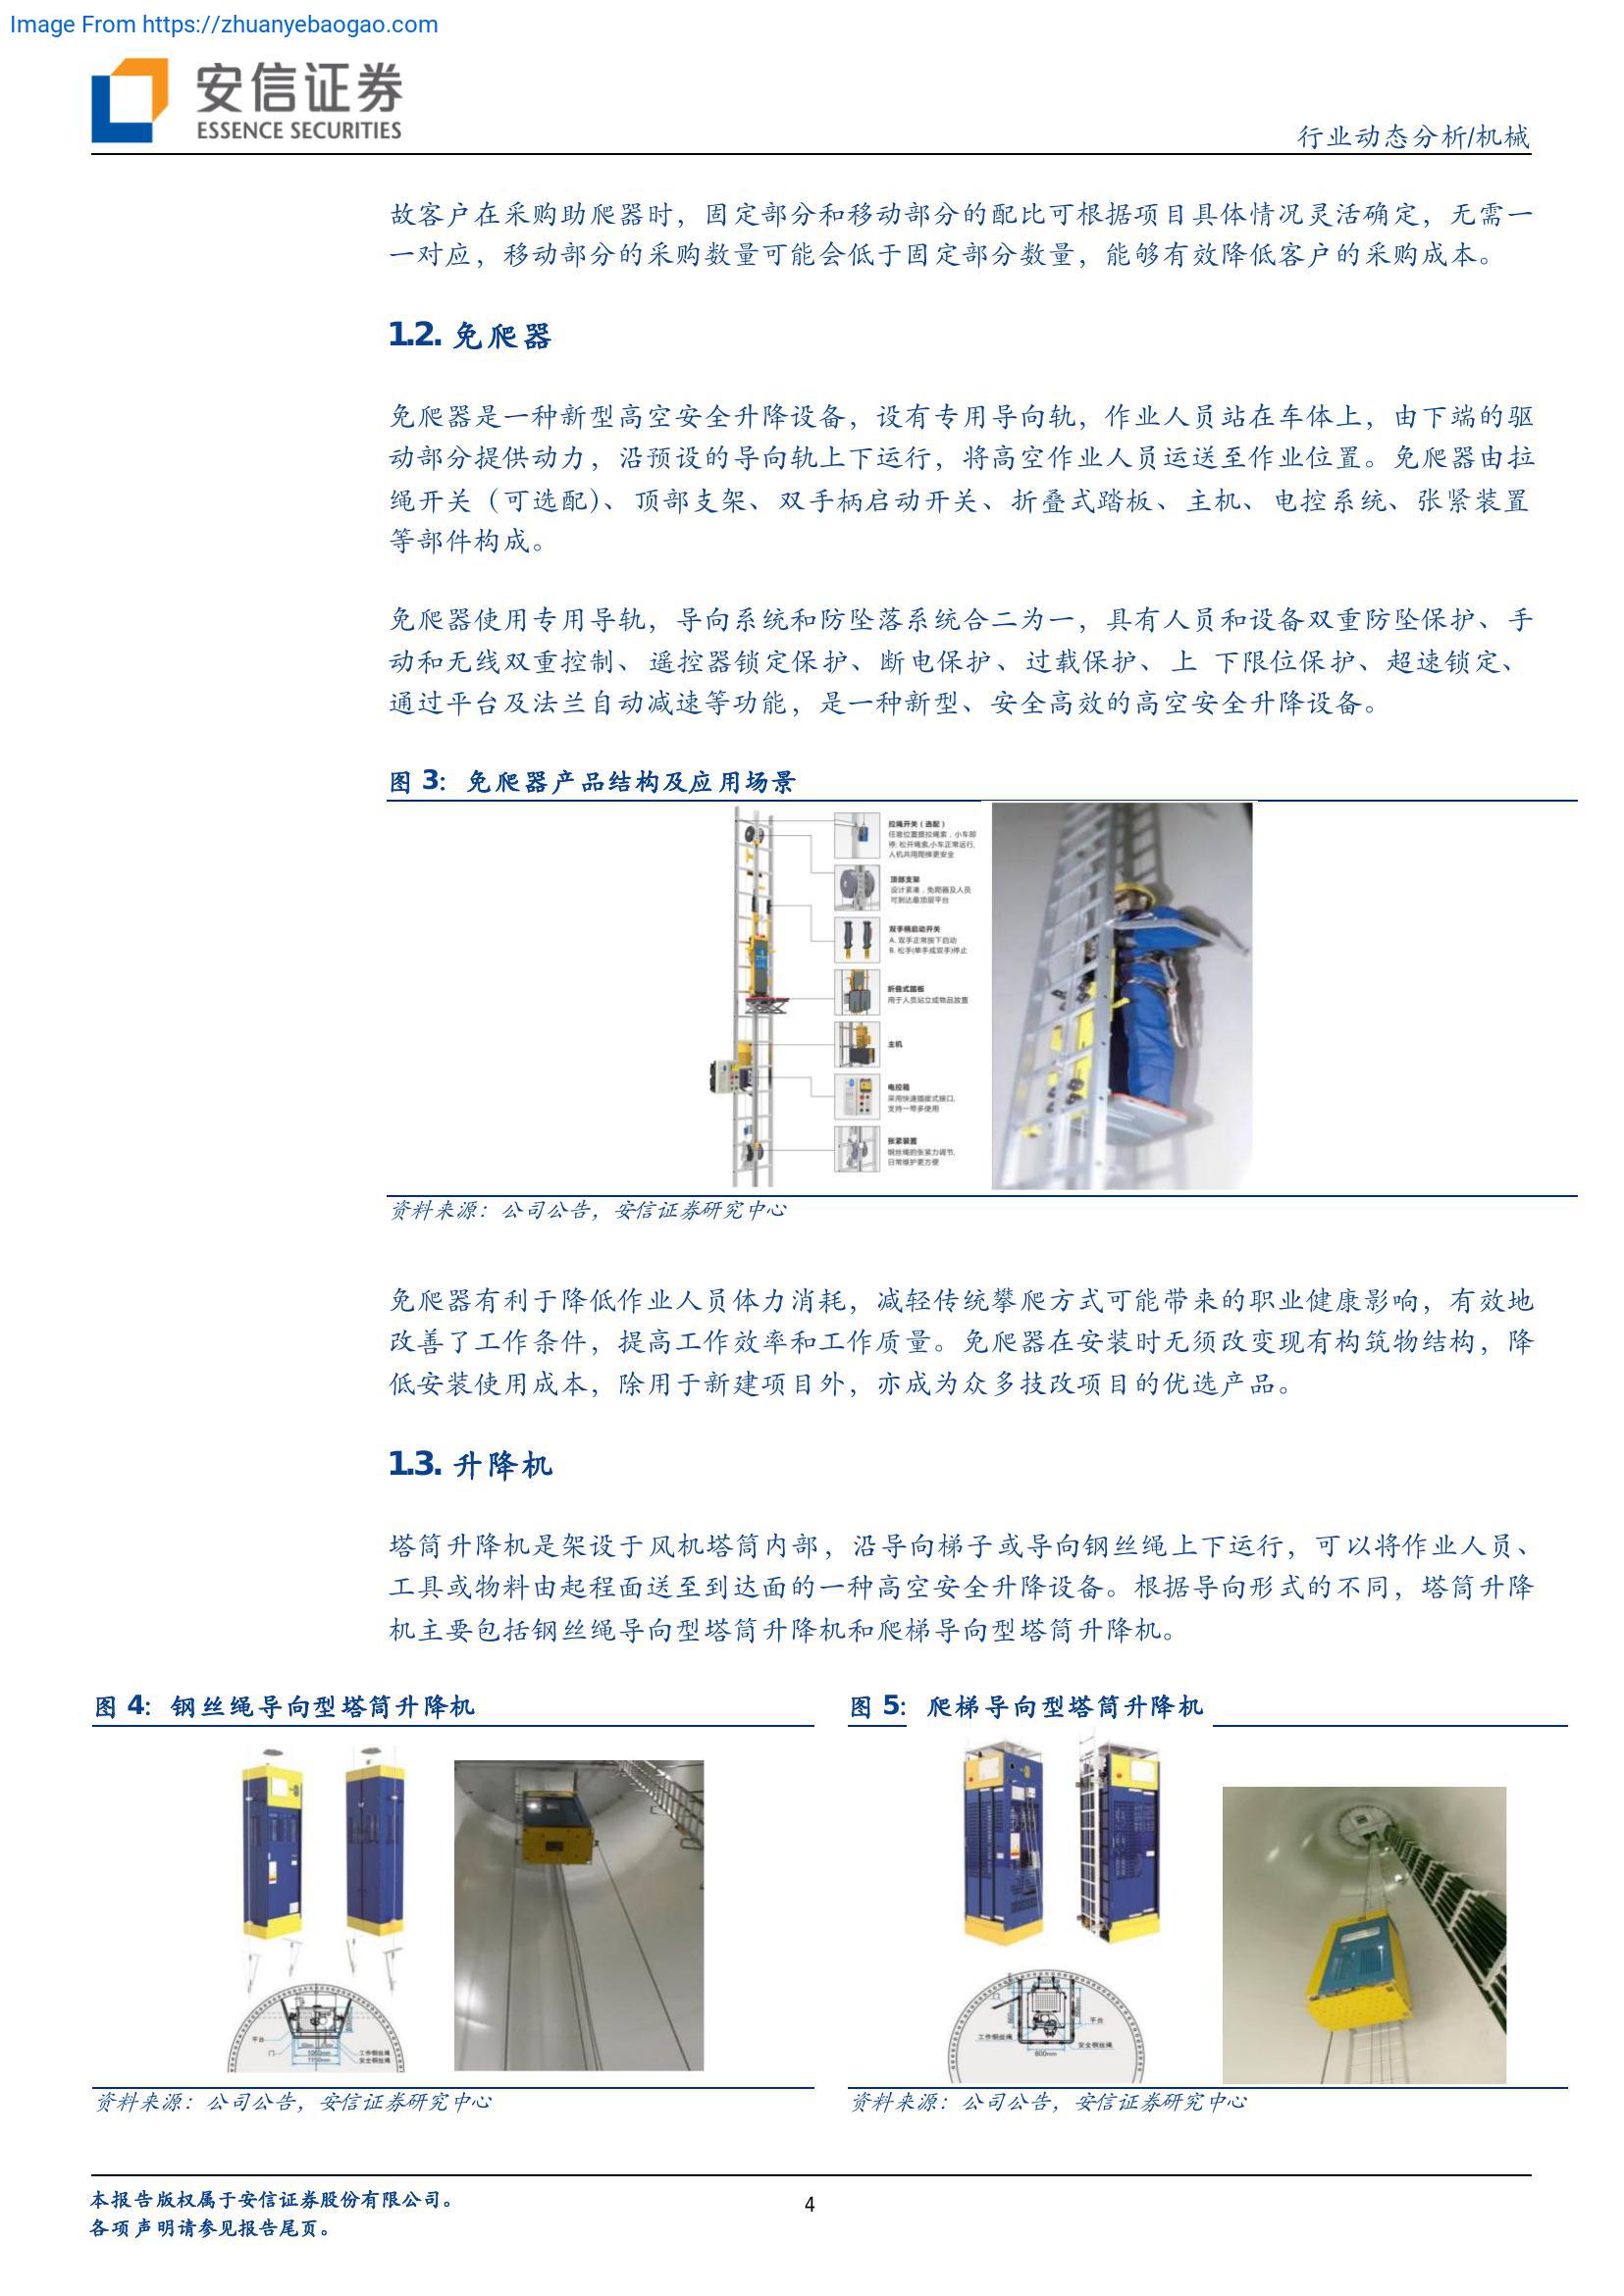 Image From https://zhuanyebaogao.com
安信证券
ESSENCE SECURITIES
行业动态分析/机械
故客户在采购助爬器时，固定部分和移动部分的配比可根据项目具体情况灵活确定，无需一
一对应，移动部分的采购数量可能会低于固定部分数量，能够有效降低客户的采购成本。
1.2. 免爬器
免爬器是一种新型高空安全升降设备，设有专用导向轨，作业人员站在车体上，由下端的驱
动部分提供动力，沿预设的导向轨上下运行，将高空作业人员运送至作业位置。免爬器由拉
绳开关（可选配）、顶部支架、双手柄启动开关、折叠式踏板、主机、电控系统、张紧装置
等部件构成。
免爬器使用专用导轨，导向系统和防坠落系统合二为一，具有人员和设备双重防坠保护、手
动和无线双重控制、遥控器锁定保护、断电保护、过载保护、上 下限位保护、超速锁定、
通过平台及法兰自动减速等功能，是一种新型、安全高效的高空安全升降设备。
图 3：免爬器产品结构及应用场景
拉绳开关（选配）
任意位置提拉绳索，小车即
停；松开绳索,小车正常运行,
人机共用爬梯更安全
顶部支架
设计紧凑，免爬器及人员
可到达最顶层平台
双手柄启动开关
A. 双手正常按下启动
B. 松手(单手或双手)停止
折叠式踏板
用于人员站立或物品放置
主机
电控箱
采用快速插拔式接口,
支持一带多使用
张紧装置
钢丝绳的张紧力调节,
日常维护更方便
资料来源：公司公告，安信证券研究中心
免爬器有利于降低作业人员体力消耗，减轻传统攀爬方式可能带来的职业健康影响，有效地
改善了工作条件，提高工作效率和工作质量。免爬器在安装时无须改变现有构筑物结构，降
低安装使用成本，除用于新建项目外，亦成为众多技改项目的优选产品。
1.3. 升降机
塔筒升降机是架设于风机塔筒内部，沿导向梯子或导向钢丝绳上下运行，可以将作业人员、
工具或物料由起程面送至到达面的一种高空安全升降设备。根据导向形式的不同，塔筒升降
机主要包括钢丝绳导向型塔筒升降机和爬梯导向型塔筒升降机。
图 4：钢丝绳导向型塔筒升降机
平台
门
1060mm
1150mm
工作钢丝绳
安全钢丝绳
资料来源：公司公告，安信证券研究中心
图 5：爬梯导向型塔筒升降机
门
平台
工作钢丝绳
安全钢丝绳
800mm
资料来源：公司公告，安信证券研究中心
本报告版权属于安信证券股份有限公司。
各项声明请参见报告尾页。
4